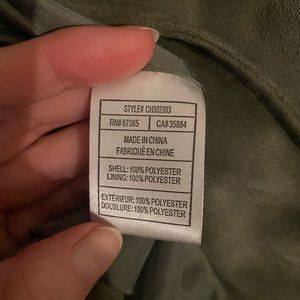 STYLE# CH302303
RN# 67365 CA# 35884
MADE IN CHINA
FABRIQUÉ EN CHINE
SHELL: 100% POLYESTER
LINING: 100% POLYESTER
EXTÉRIEUR: 100% POLYESTER
DOUBLURE: 100% POLYESTER